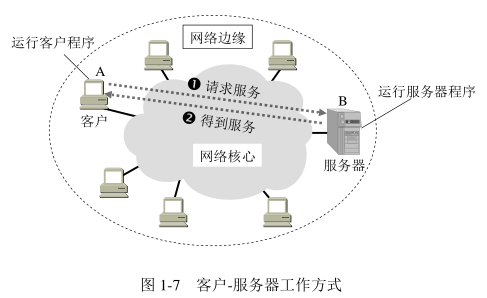 运行客户程序
网络边缘
A
❶ 请求服务
B
运行服务器程序
客户
❷ 得到服务
网络核心
服务器
图 1-7 客户-服务器工作方式